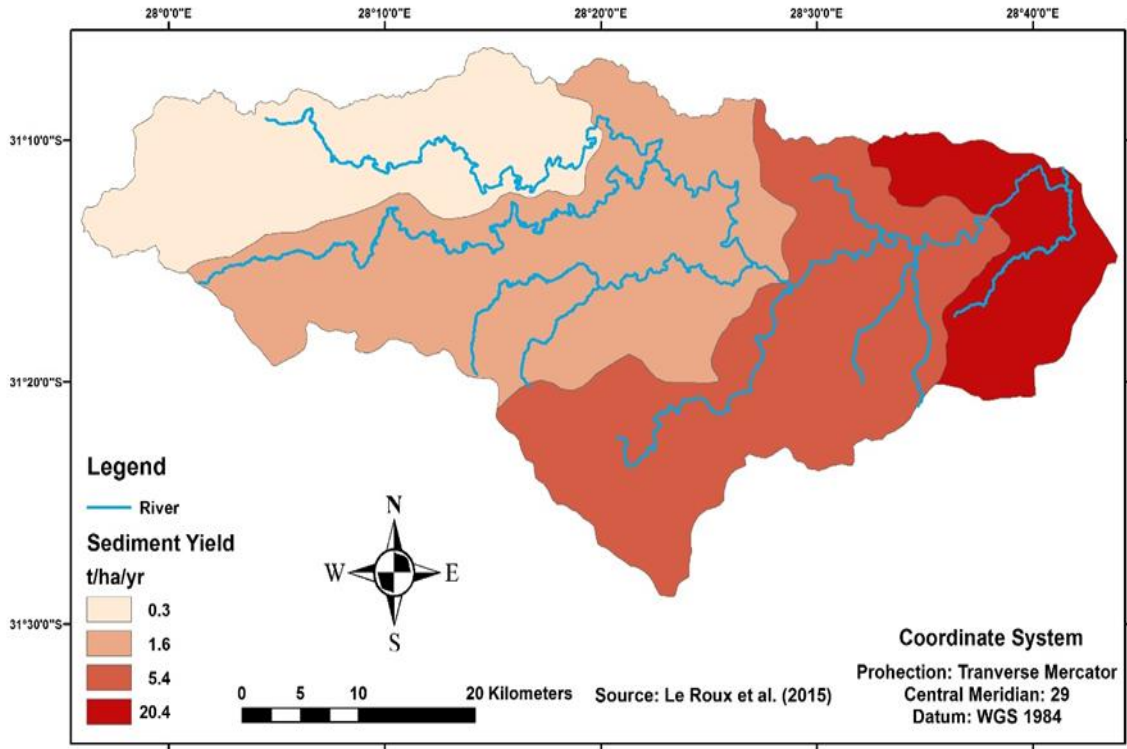 28°0'0"E 28°10'0"E 28°20'0"E 28°30'0"E 28°40'0"E
31°10'0"S
31°20'0"S
31°30'0"S
Legend
River
Sediment Yield
t/ha/yr
0.3
1.6
5.4
20.4
N
W E
S
0 5 10 20 Kilometers
Source: Le Roux et al. (2015)
Coordinate System
Prohection: Tranverse Mercator
Central Meridian: 29
Datum: WGS 1984